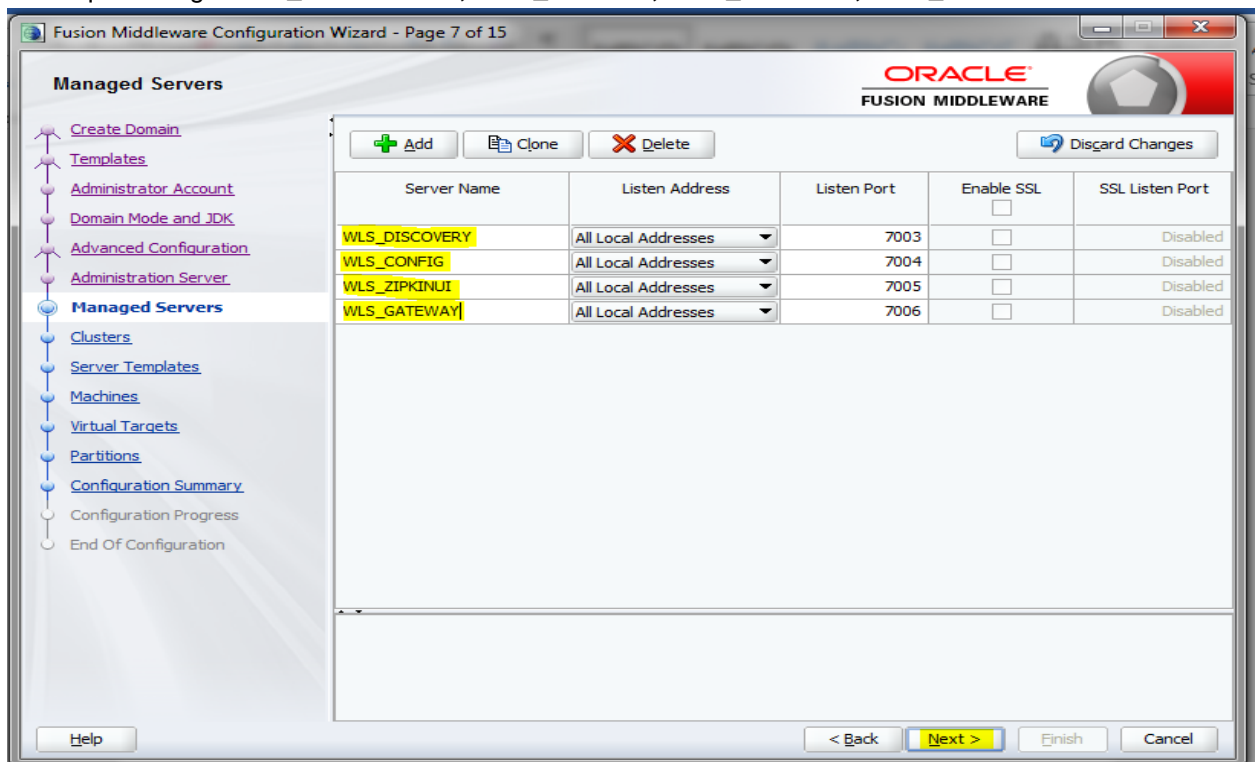 Fusion Middleware Configuration Wizard - Page 7 of 15
Managed Servers
ORACLE
FUSION MIDDLEWARE
Create Domain
Templates
Administrator Account
Domain Mode and JDK
Advanced Configuration
Administration Server
Managed Servers
Clusters
Server Templates
Machines
Virtual Targets
Partitions
Configuration Summary
Configuration Progress
End Of Configuration
Add Clone Delete Discard Changes
Server Name Listen Address Listen Port Enable SSL SSL Listen Port
WLS_DISCOVERY All Local Addresses 7003 Disabled
WLS_CONFIG All Local Addresses 7004 Disabled
WLS_ZIPKINUI All Local Addresses 7005 Disabled
WLS_GATEWAY All Local Addresses 7006 Disabled
Help < Back Next > Finish Cancel